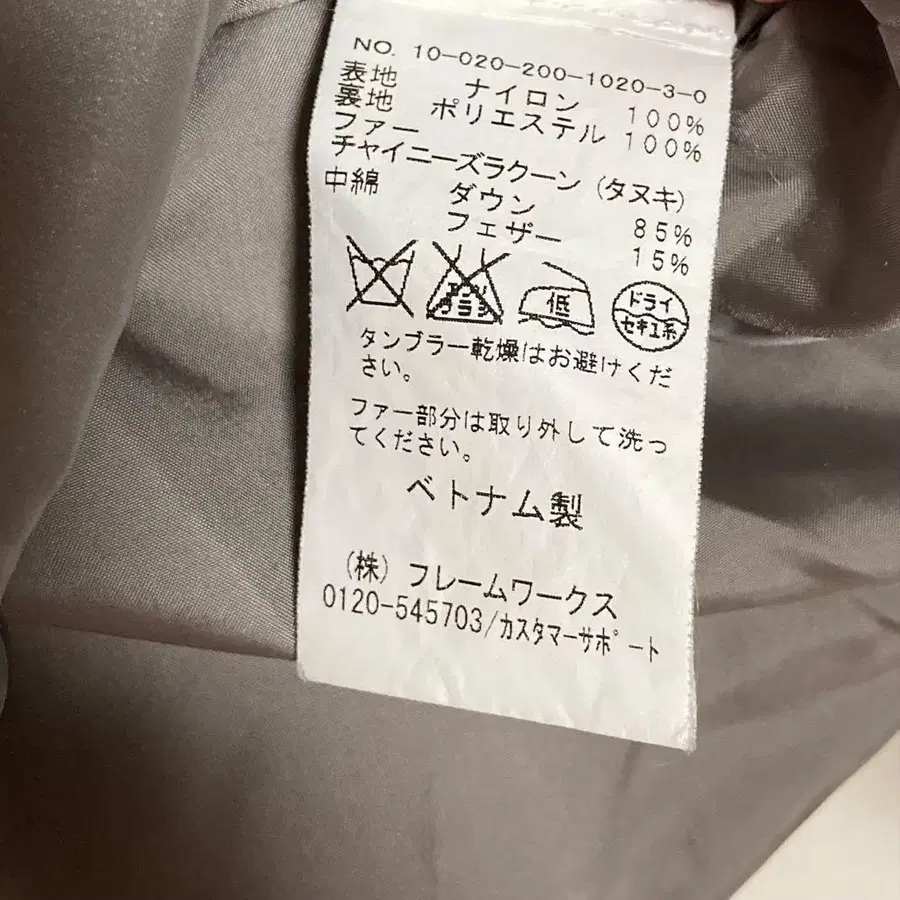 NO. 10-020-200-1020-3-0
表地 ナイロン 100%
裏地 ポリエステル 100%
ファー
チャイニーズラクーン (タヌキ)
中綿 ダウン 85%
フェザー 15%
エンソ
ブラシ
低
ドライ
セキユ系
タンブラー乾燥はお避けくだ
さい。
ファー部分は取り外して洗っ
てください。
ベトナム製
(株) フレームワークス
0120-545703/カスタマーサポート